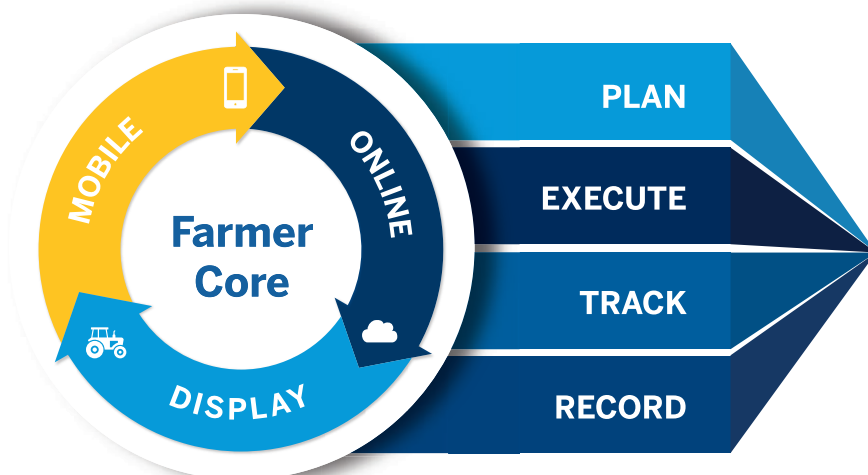 MOBILE
ONLINE
DISPLAY
Farmer
Core
PLAN
EXECUTE
TRACK
RECORD